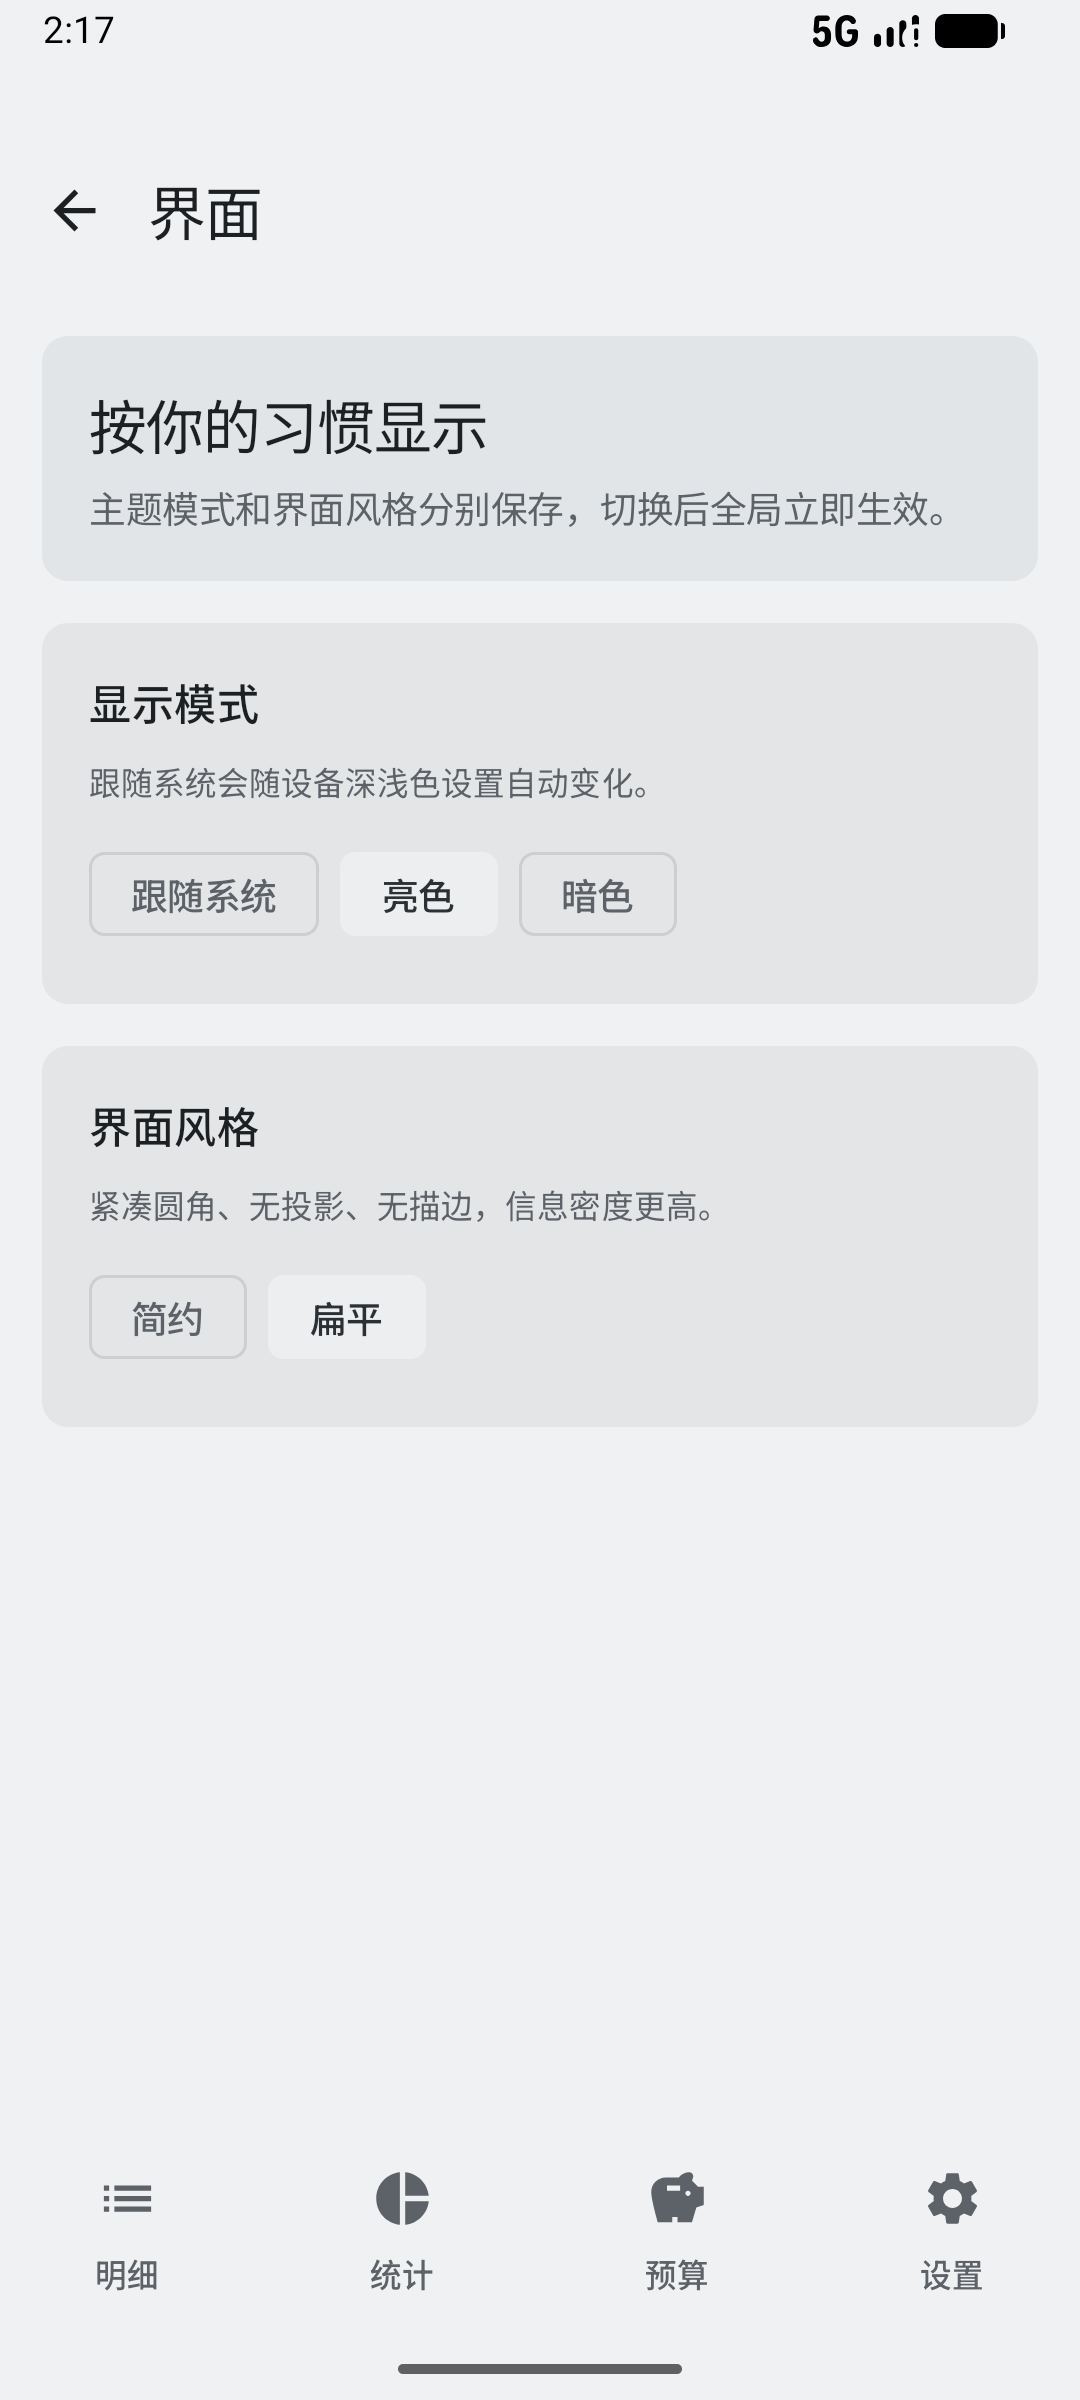 2:17
5G
界面
按你的习惯显示
主题模式和界面风格分别保存，切换后全局立即生效。
显示模式
跟随系统会随设备深浅色设置自动变化。
跟随系统 亮色 暗色
界面风格
紧凑圆角、无投影、无描边，信息密度更高。
简约 扁平
明细 统计 预算 设置